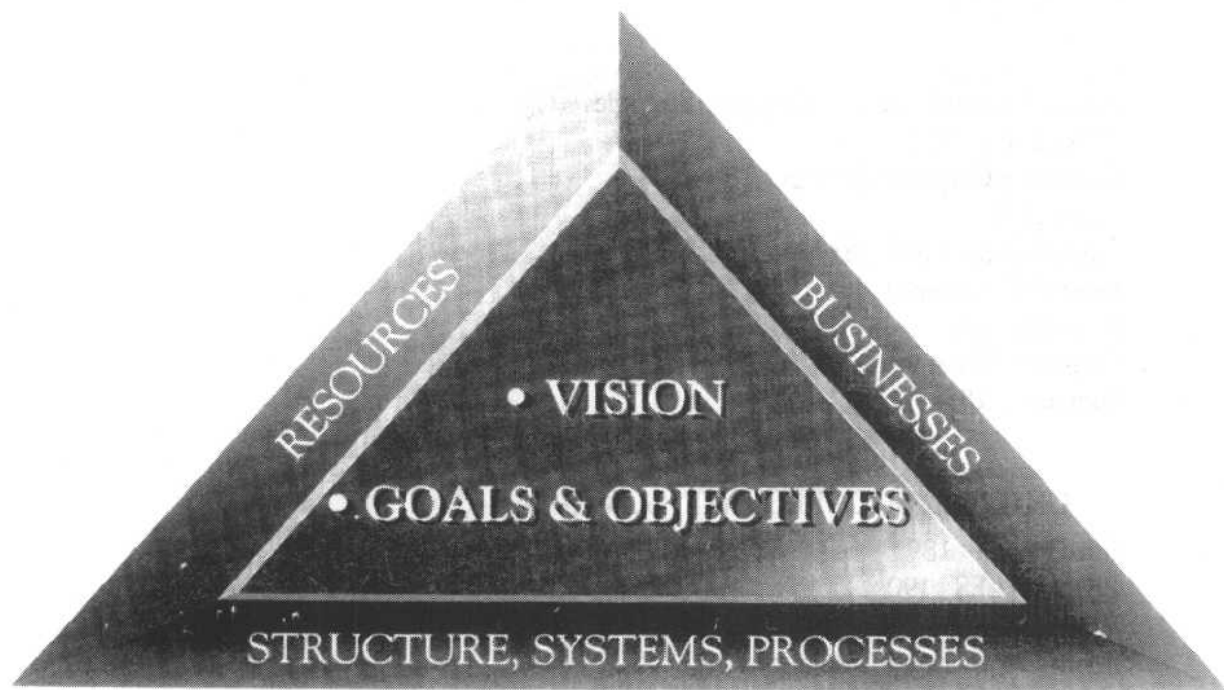 RESOURCES
BUSINESSES
• VISION
• GOALS & OBJECTIVES
STRUCTURE, SYSTEMS, PROCESSES